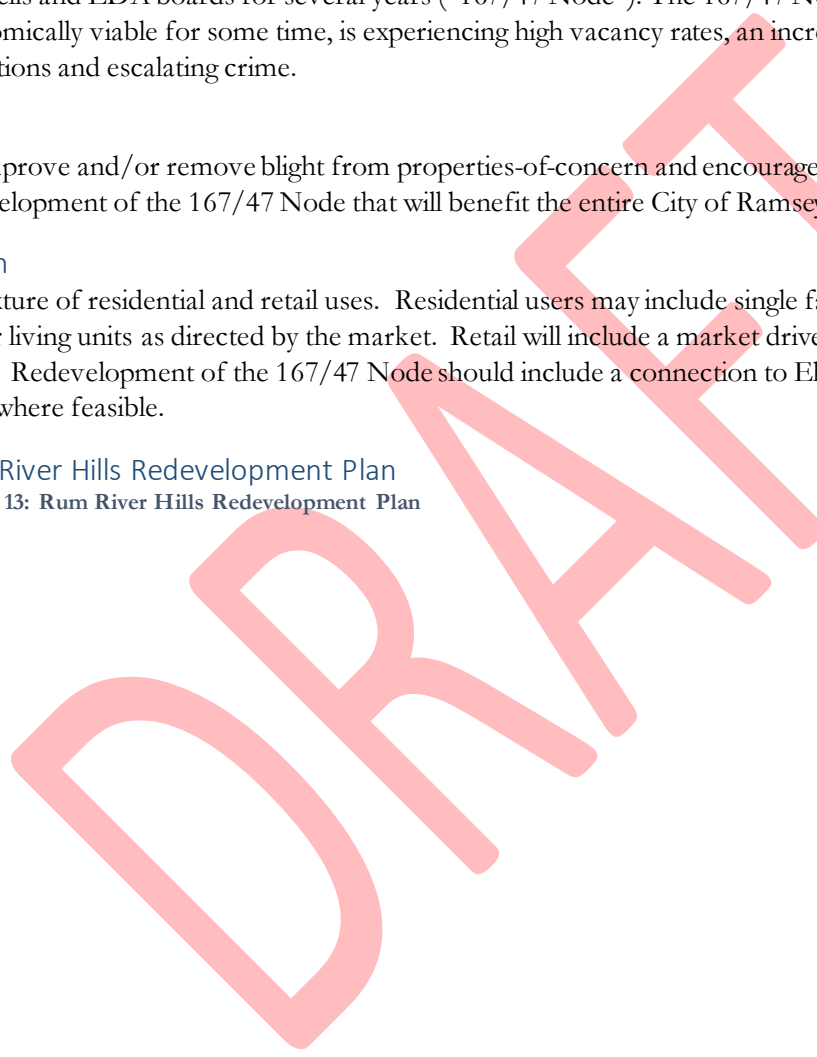 and EDA boards for several years ("167/47 Node"). The 167/47
omically viable for some time, is experiencing high vacancy rates, an incre
tions and escalating crime.
prove and/or remove blight from properties-of-concern and encourage
elopment of the 167/47 Node that will benefit the entire City of Ramsey
n
ture of residential and retail uses. Residential users may include single fa
r living units as directed by the market. Retail will include a market drive
Redevelopment of the 167/47 Node should include a connection to El
where feasible.
River Hills Redevelopment Plan
13: Rum River Hills Redevelopment Plan
DRAFT